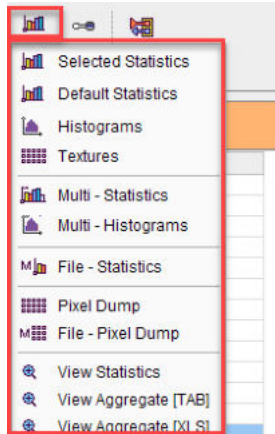 Selected Statistics
Default Statistics
Histograms
Textures
Multi - Statistics
Multi - Histograms
File - Statistics
Pixel Dump
File - Pixel Dump
View Statistics
View Aggregate [TAB]
View Aggregate [XLS]